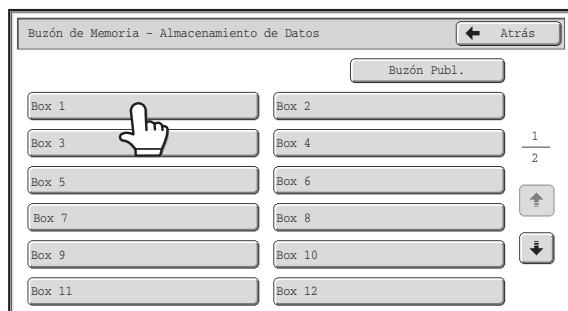 Buzón de Memoria - Almacenamiento de Datos
Atrás
Buzón Publ.
Box 1
Box 2
Box 3
Box 4
1
2
Box 5
Box 6
Box 7
Box 8
Box 9
Box 10
Box 11
Box 12